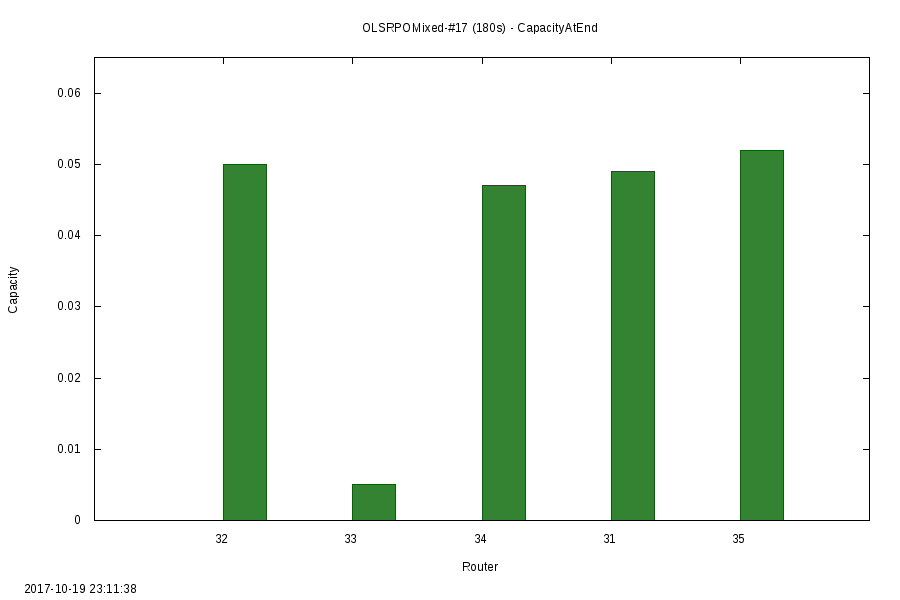 OLSRPOMixed-#17 (180s) - CapacityAtEnd
0.06
0.05
0.04
0.03
0.02
0.01
0
Capacity
32 33 34 31 35
Router
2017-10-19 23:11:38